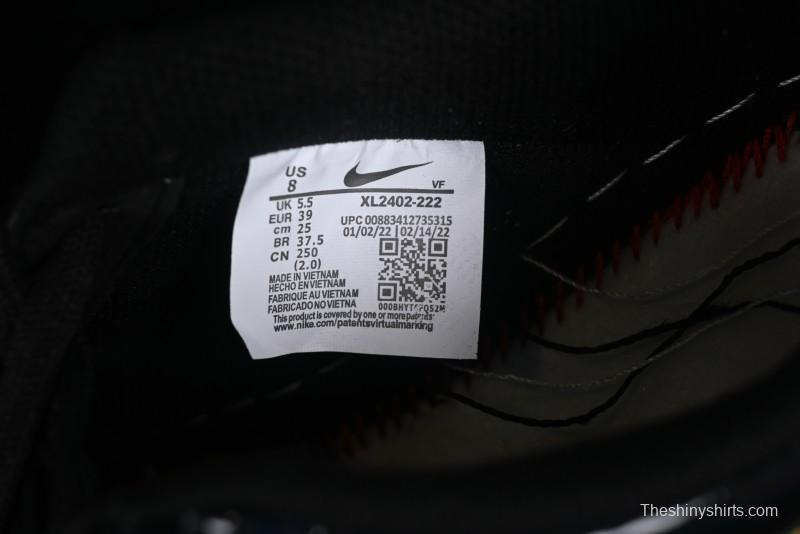 US
8
VF
UK 5.5
EUR 39
cm 25
BR 37.5
CN 250
(2.0)
XL2402-222
UPC 00883412735315
01/02/22 | 02/14/22
MADE IN VIETNAM
HECHO EN VIETNAM
FABRIQUE AU VIETNAM
FABRICADO NO VIETNA
This product is covered by one or more patents:
www.nike.com/patentsvirtualmarking
Theshinyshirts.com